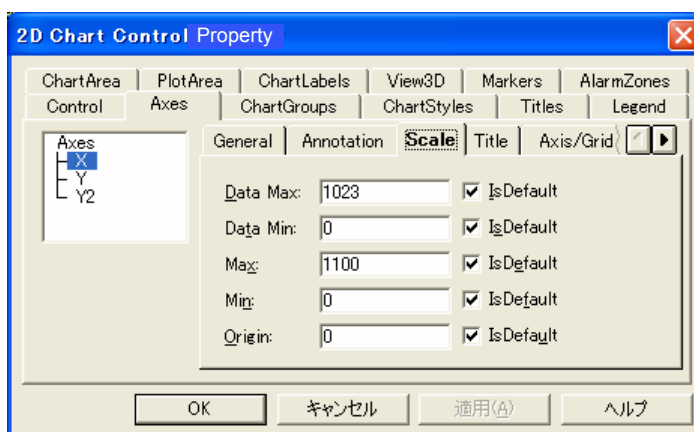 2D Chart Control Property
ChartArea PlotArea ChartLabels View3D Markers AlarmZones
Control Axes ChartGroups ChartStyles Titles Legend
Axes
X
Y
Y2
General Annotation Scale Title Axis/Grid
Data Max: 1023 IsDefault
Data Min: 0 IsDefault
Max: 1100 IsDefault
Min: 0 IsDefault
Origin: 0 IsDefault
OK キャンセル 適用(A) ヘルプ